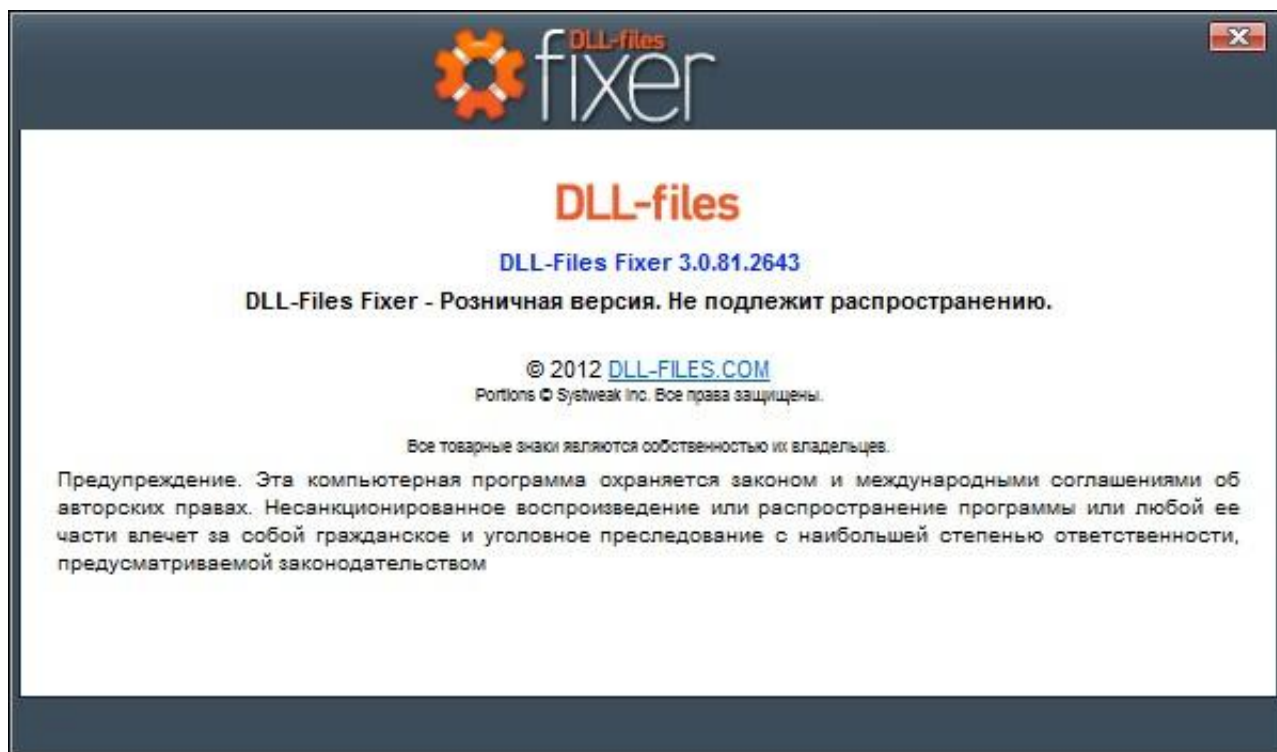 DLL-files
fixer
DLL-files
DLL-Files Fixer 3.0.81.2643
DLL-Files Fixer - Розничная версия. Не подлежит распространению.
© 2012 DLL-FILES.COM
Portions © Systweak Inc. Все права защищены.
Все товарные знаки являются собственностью их владельцев.
Предупреждение. Эта компьютерная программа охраняется законом и международными соглашениями об
авторских правах. Несанкционированное воспроизведение или распространение программы или любой ее
части влечет за собой гражданское и уголовное преследование с наибольшей степенью ответственности,
предусматриваемой законодательством